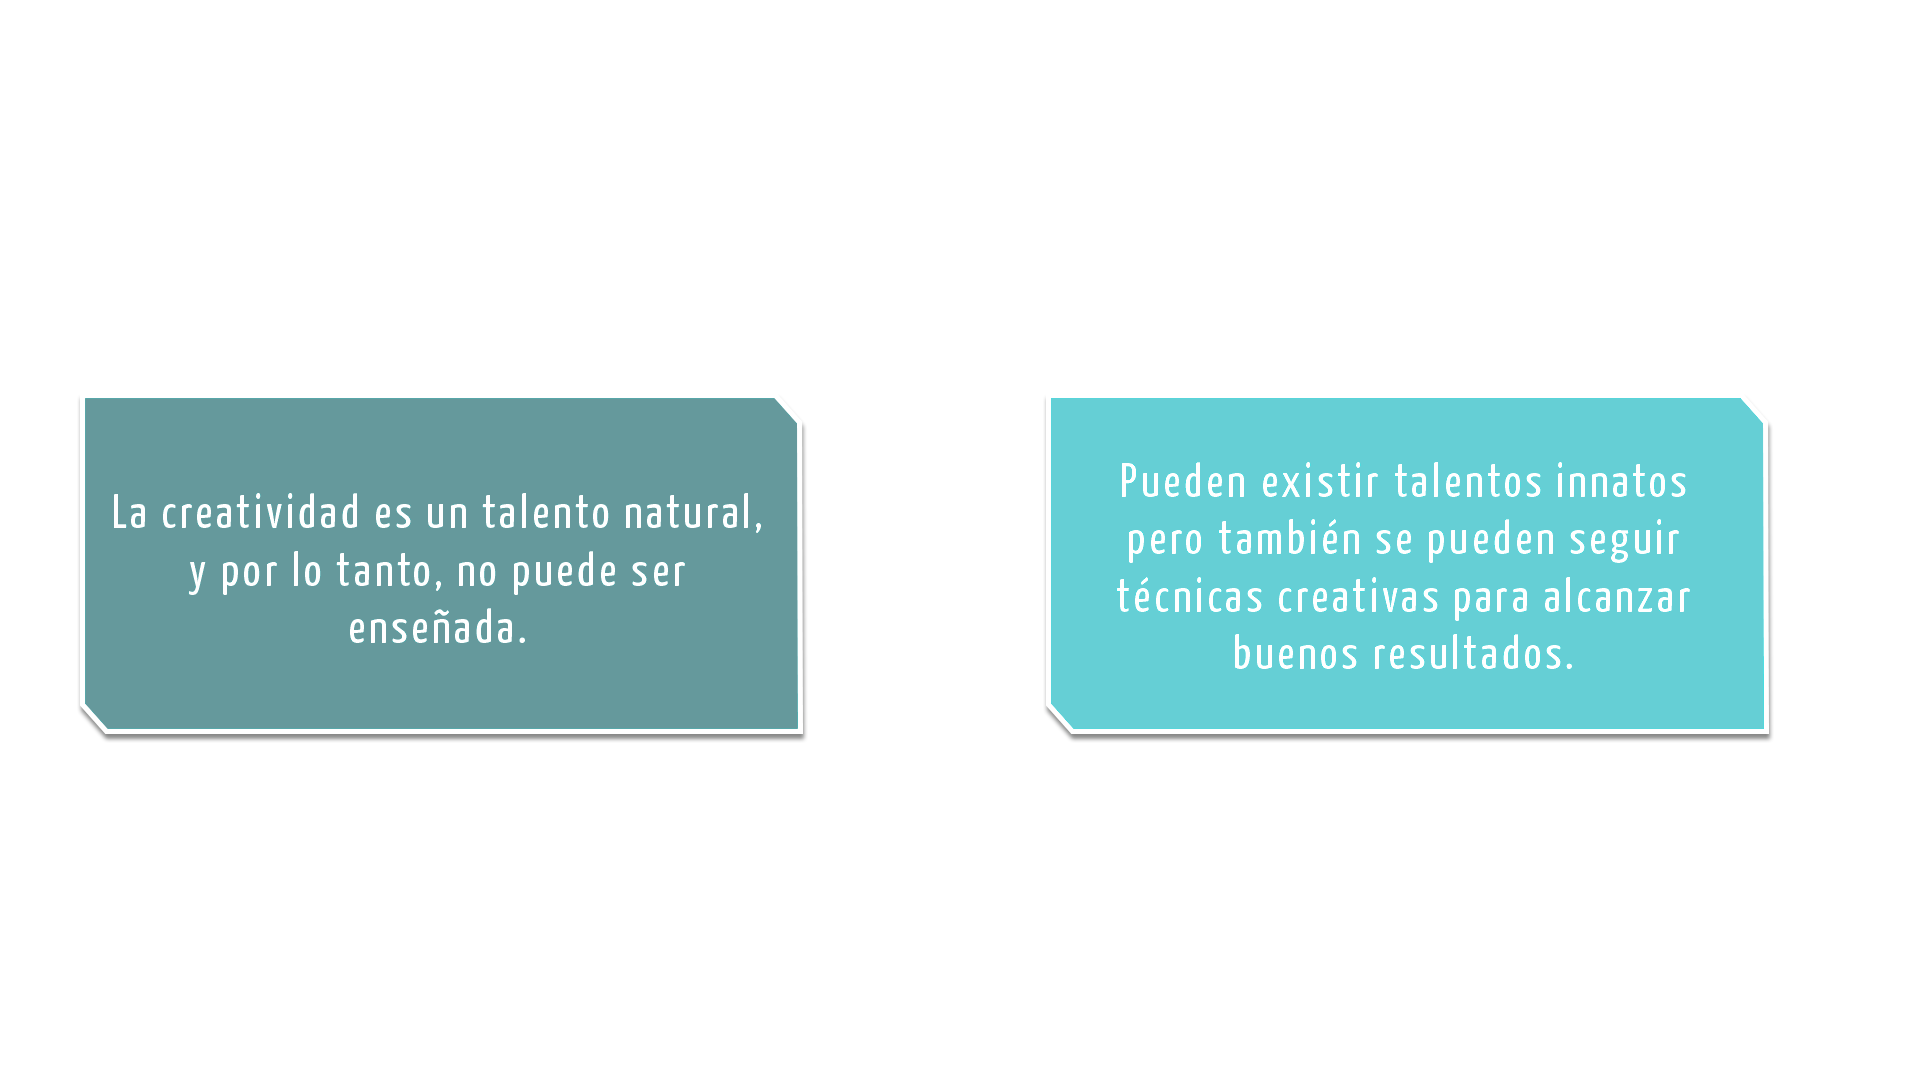 La creatividad es un talento natural,
y por lo tanto, no puede ser
enseñada.
Pueden existir talentos innatos
pero también se pueden seguir
técnicas creativas para alcanzar
buenos resultados.